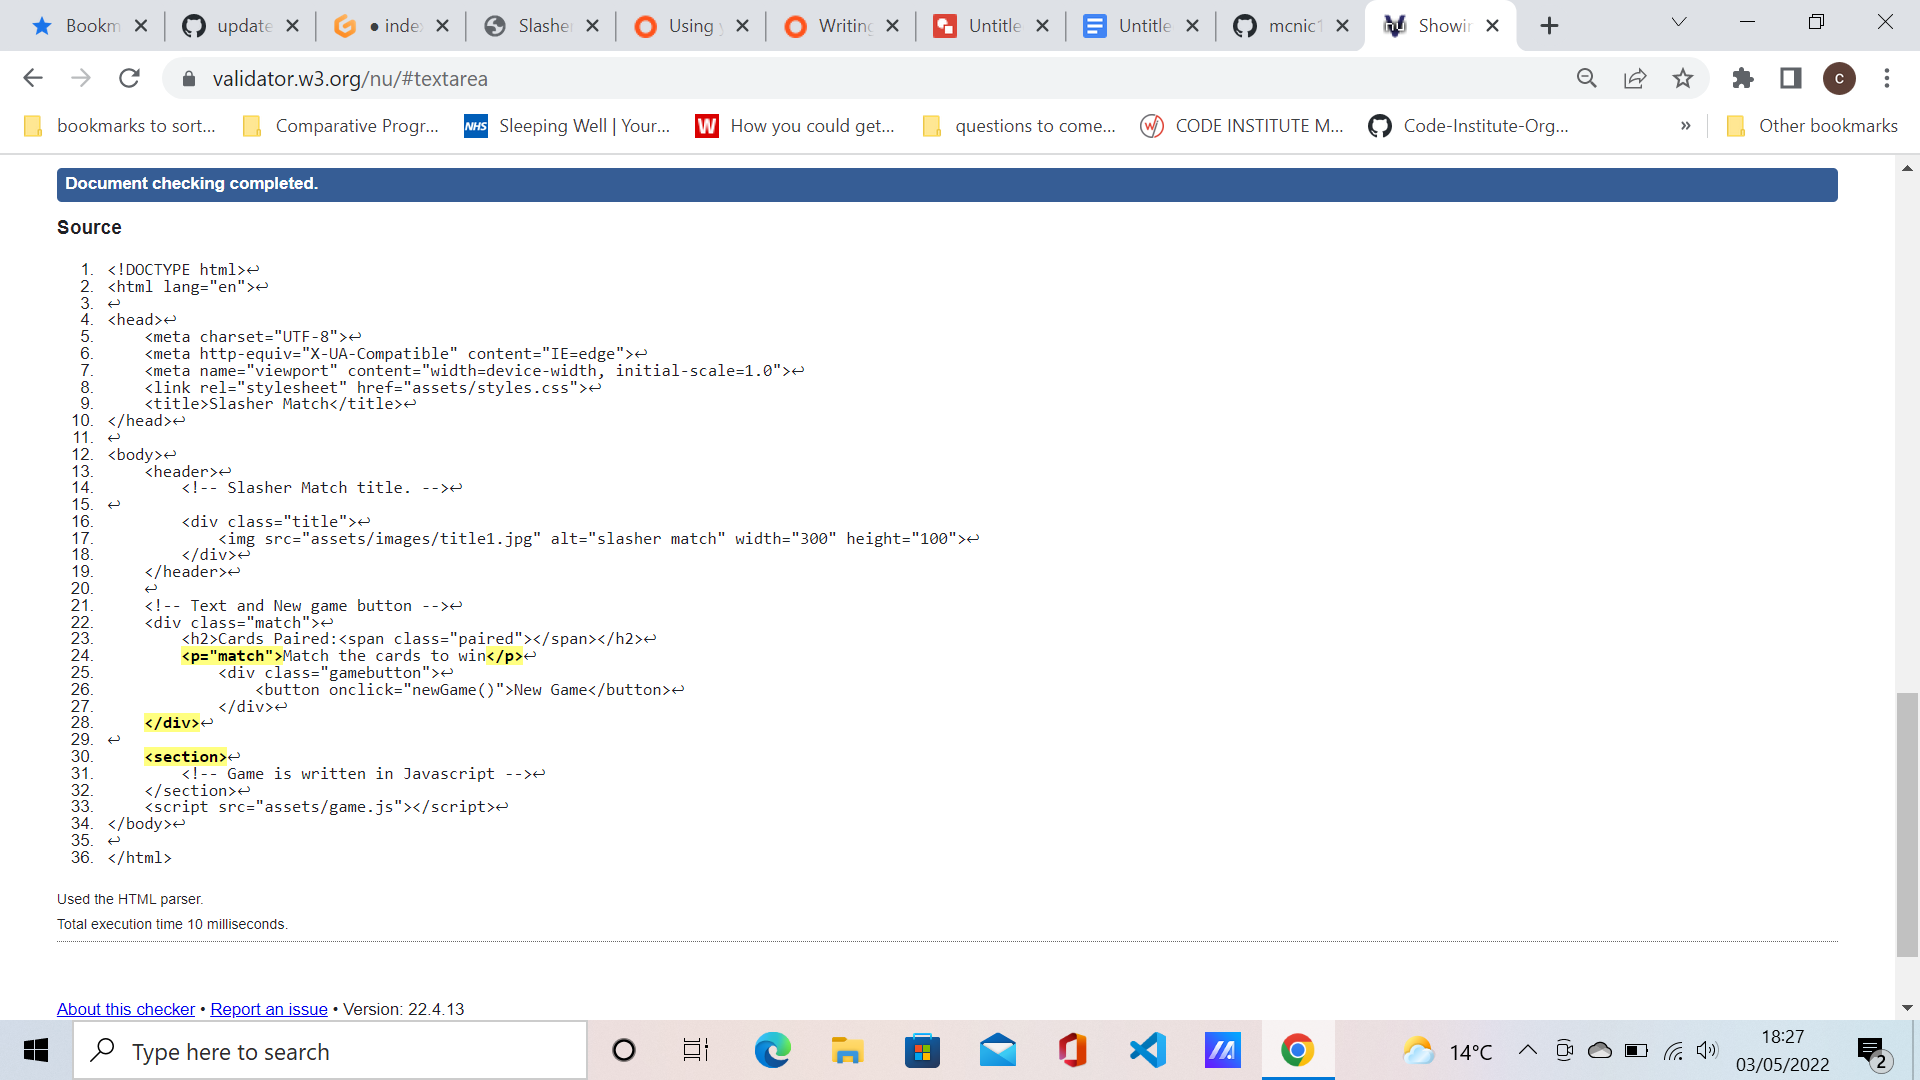 Bookm
update
● index
Slasher
Using y
Writing
Untitle
Untitle
mcnic1
Showin
validator.w3.org/nu/#textarea
c
bookmarks to sort...
Comparative Progr...
NHS Sleeping Well | Your...
W How you could get...
questions to come...
CODE INSTITUTE M...
Code-Institute-Org...
»
Other bookmarks
Document checking completed.
Source
1. <!DOCTYPE html>↩
2. <html lang="en">↩
3. ↩
4. <head>↩
5. <meta charset="UTF-8">↩
6. <meta http-equiv="X-UA-Compatible" content="IE=edge">↩
7. <meta name="viewport" content="width=device-width, initial-scale=1.0">↩
8. <link rel="stylesheet" href="assets/styles.css">↩
9. <title>Slasher Match</title>↩
10. </head>↩
11. ↩
12. <body>↩
13. <header>↩
14. <!-- Slasher Match title. -->↩
15. ↩
16. <div class="title">↩
17. <img src="assets/images/title1.jpg" alt="slasher match" width="300" height="100">↩
18. </div>↩
19. </header>↩
20. ↩
21. <!-- Text and New game button -->↩
22. <div class="match">↩
23. <h2>Cards Paired:<span class="paired"></span></h2>↩
24. <p="match">Match the cards to win</p>↩
25. <div class="gamebutton">↩
26. <button onclick="newGame()">New Game</button>↩
27. </div>↩
28. </div>↩
29. ↩
30. <section>↩
31. <!-- Game is written in Javascript -->↩
32. </section>↩
33. <script src="assets/game.js"></script>↩
34. </body>↩
35. ↩
36. </html>
Used the HTML parser.
Total execution time 10 milliseconds.
About this checker • Report an issue • Version: 22.4.13
Type here to search
14°C
18:27
03/05/2022
2